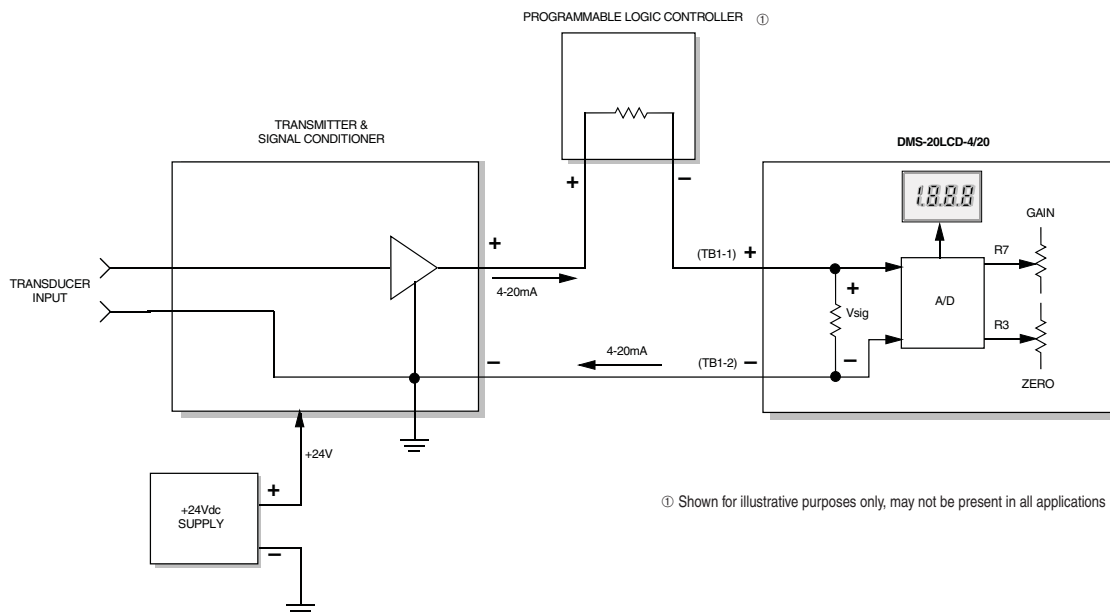 PROGRAMMABLE LOGIC CONTROLLER ①
TRANSMITTER &
SIGNAL CONDITIONER
DMS-20LCD-4/20
1.8.8.8
GAIN
+
−
+
(TB1-1) +
R7
TRANSDUCER
INPUT
4-20mA
+
Vsig
A/D
R3
4-20mA
−
(TB1-2) −
−
ZERO
+24V
+
+24Vdc
SUPPLY
−
① Shown for illustrative purposes only, may not be present in all applications